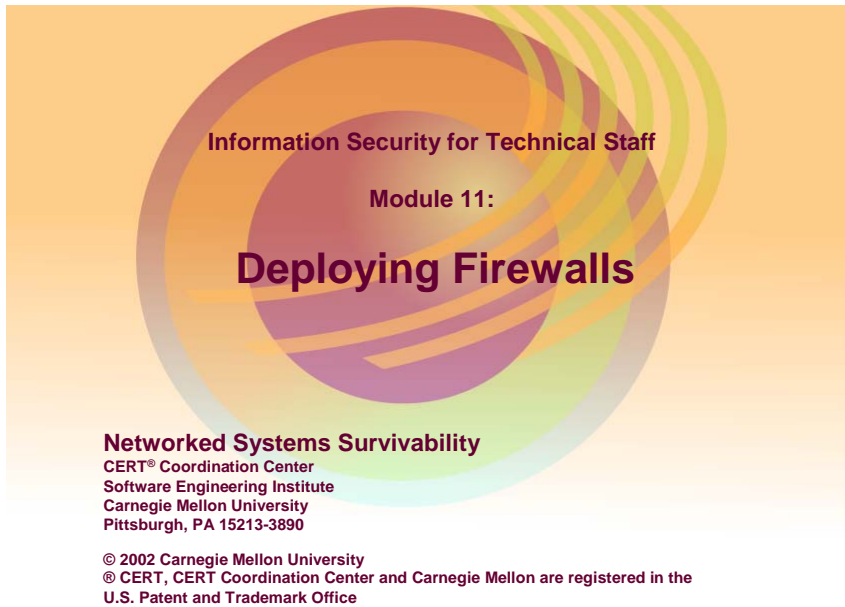 Information Security for Technical Staff
Module 11:
Deploying Firewalls
Networked Systems Survivability
CERT® Coordination Center
Software Engineering Institute
Carnegie Mellon University
Pittsburgh, PA 15213-3890
© 2002 Carnegie Mellon University
® CERT, CERT Coordination Center and Carnegie Mellon are registered in the
U.S. Patent and Trademark Office